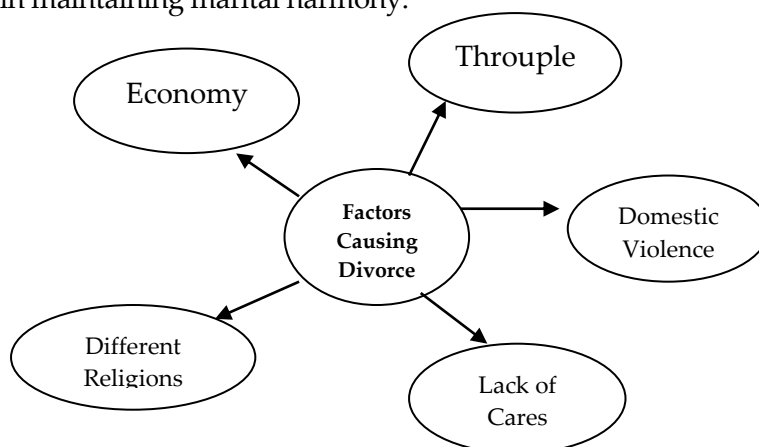 in maintaining marital harmony.
Throuple
Economy
Factors
Causing
Divorce
Domestic
Violence
Different
Religions
Lack of
Cares